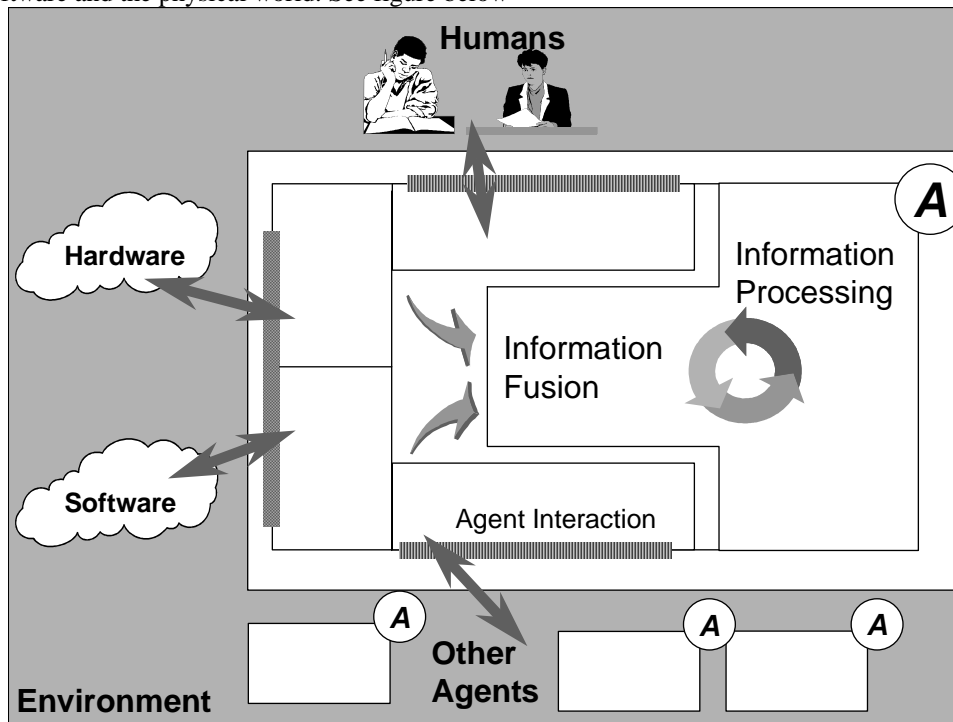 Humans
A
Hardware
Information
Processing
Information
Fusion
Software
Agent Interaction
A
A
A
Other
Agents
Environment